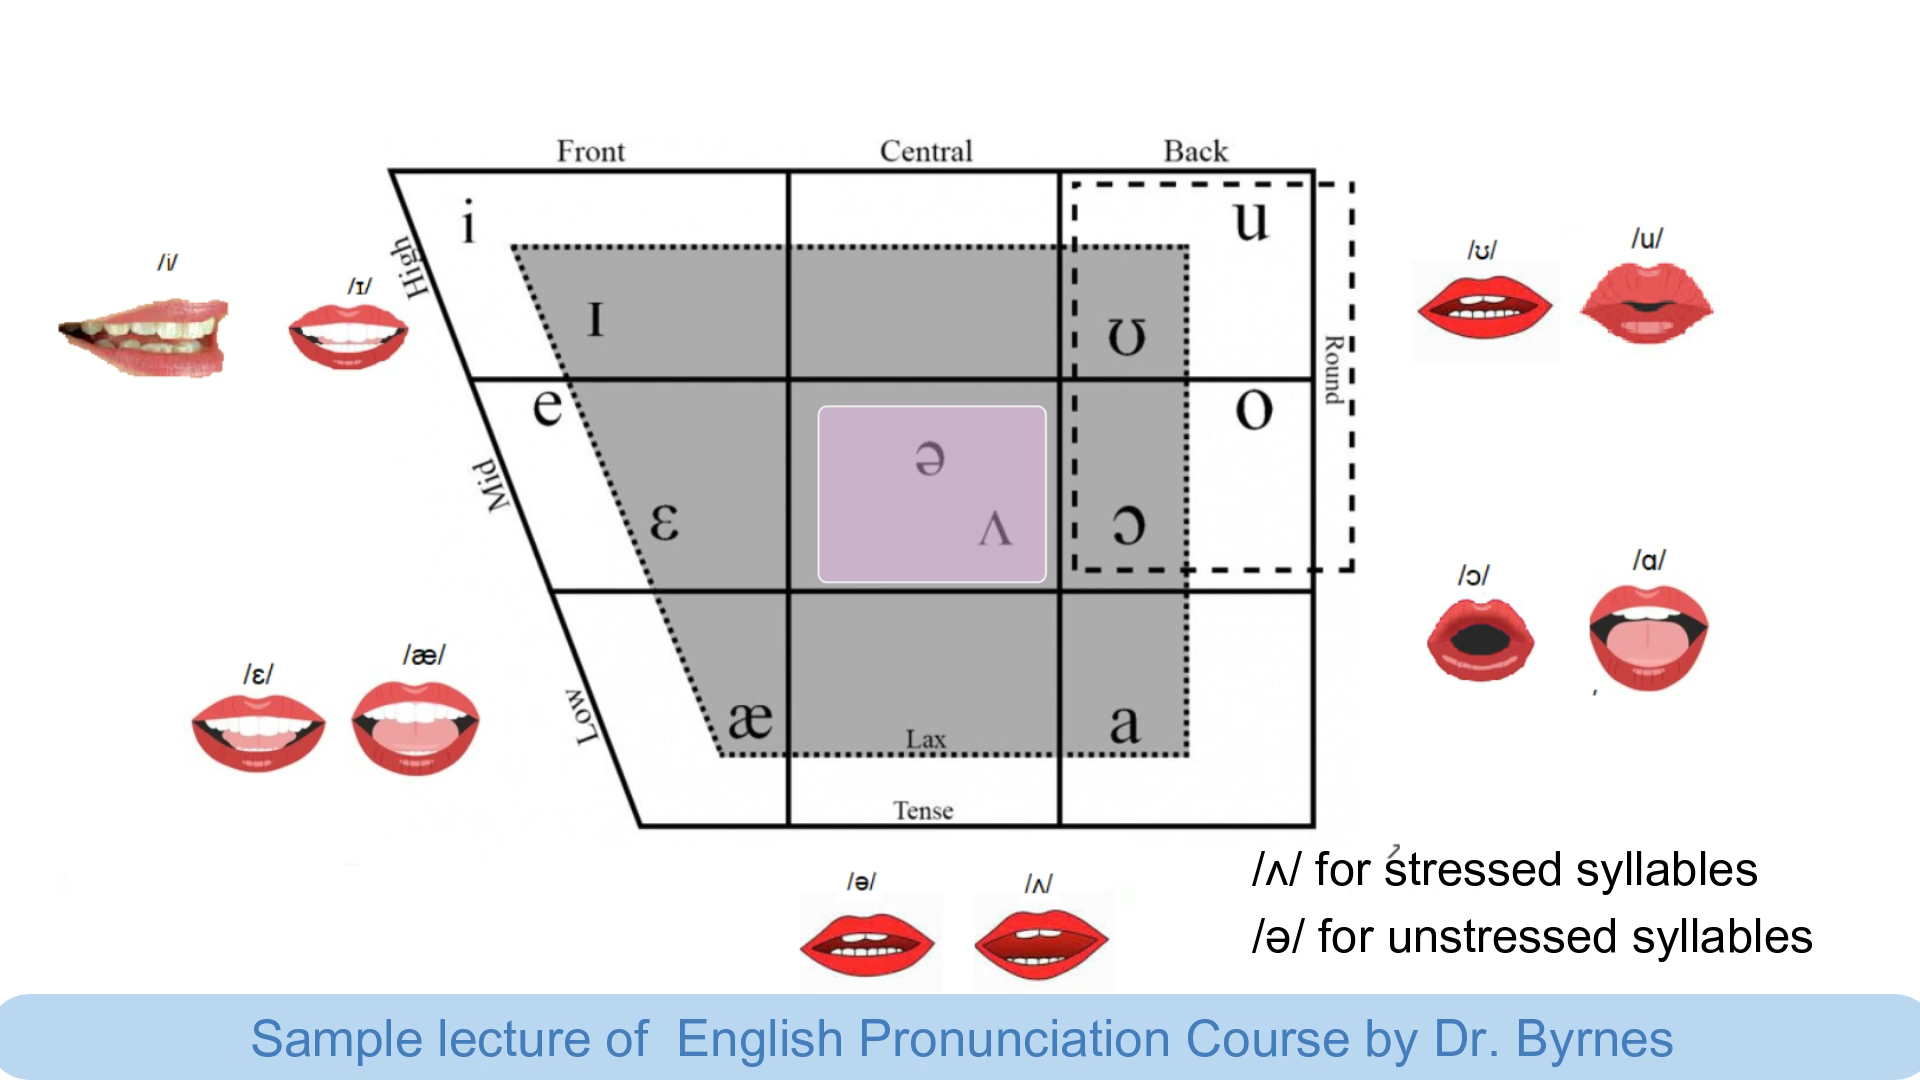 Front Central Back
i u
High
/i/ /ɪ/
ɪ ʊ
/ʊ/ /u/
Round
e o
ə
Mid
ɛ ʌ ɔ
/ɔ/ /ɑ/
/ɛ/ /æ/
Low
æ a
Lax
Tense
/ə/ /ʌ/
/ʌ/ for stressed syllables
/ə/ for unstressed syllables
Sample lecture of English Pronunciation Course by Dr. Byrnes